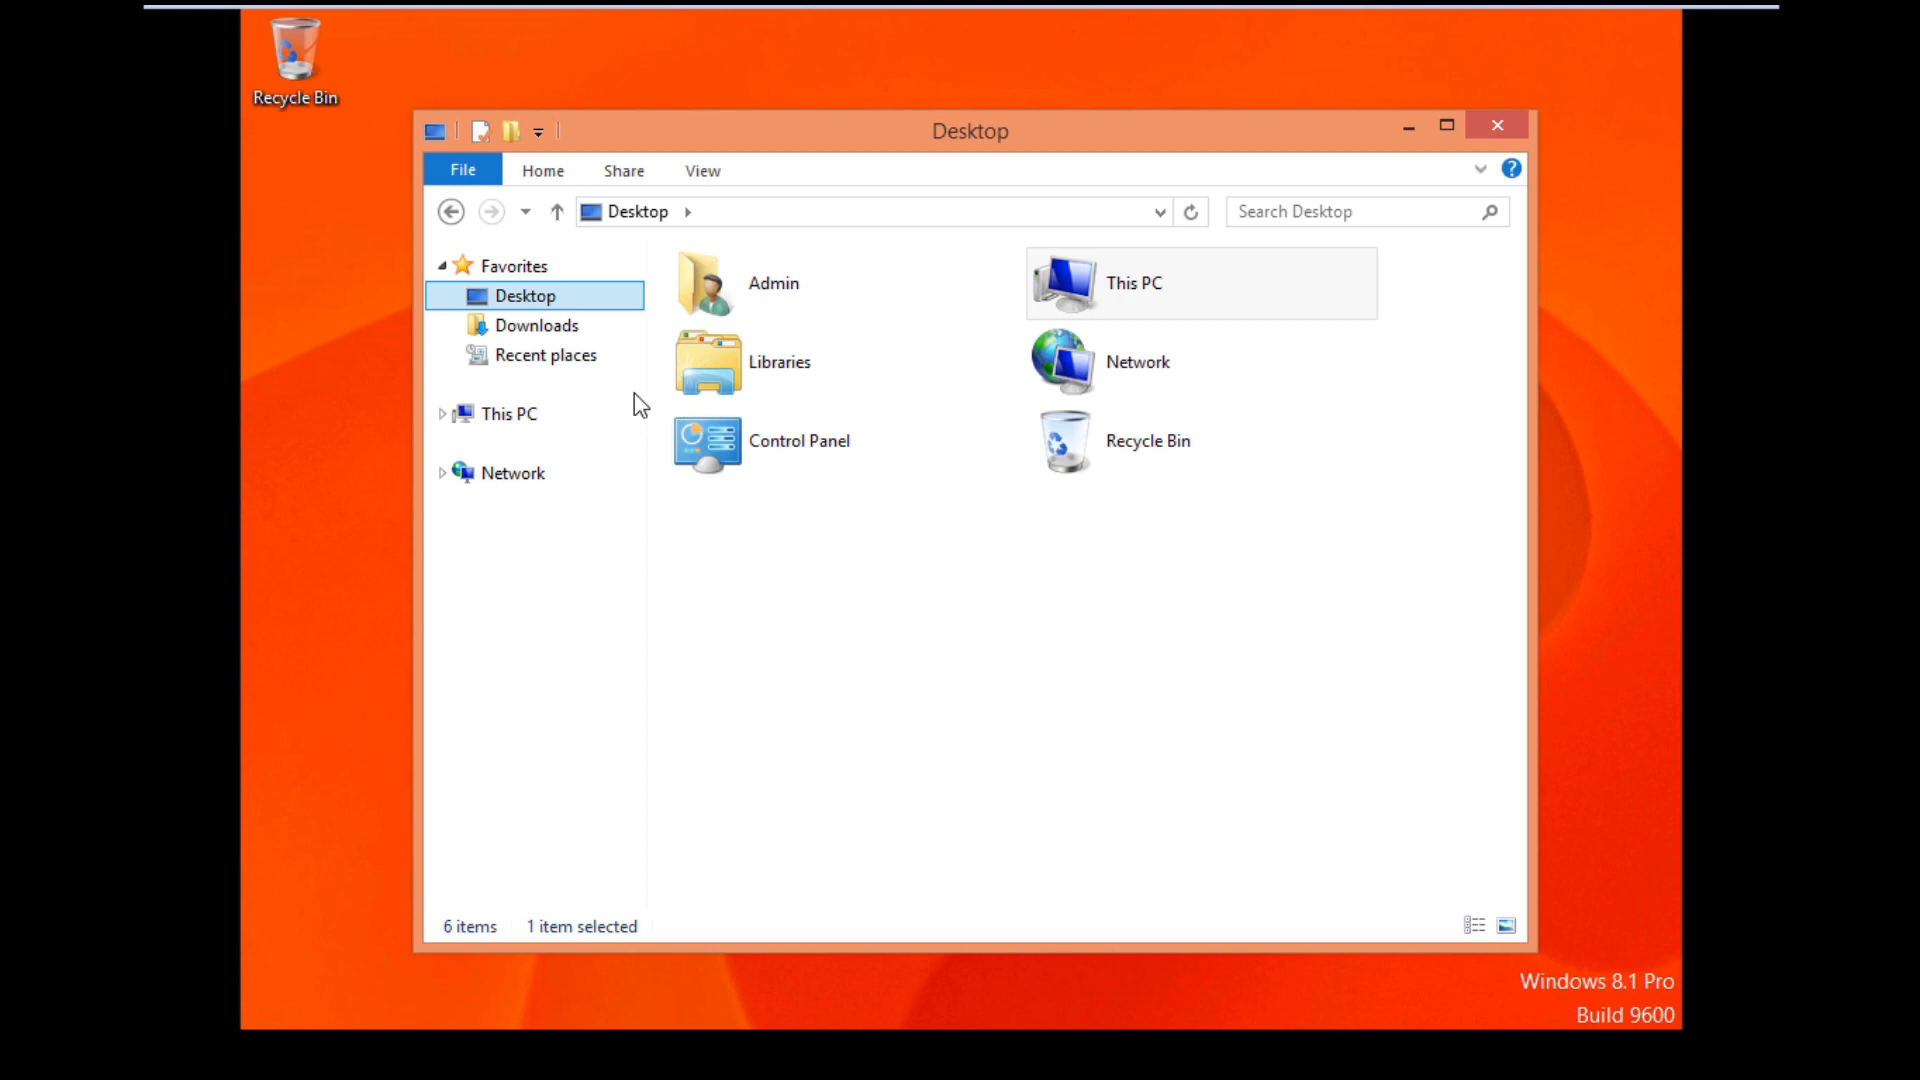 Recycle Bin
Desktop
File
Home
Share
View
?
Desktop
Search Desktop
Favorites
Desktop
Downloads
Recent places
This PC
Network
Admin
This PC
Libraries
Network
Control Panel
Recycle Bin
6 items
1 item selected
Windows 8.1 Pro
Build 9600